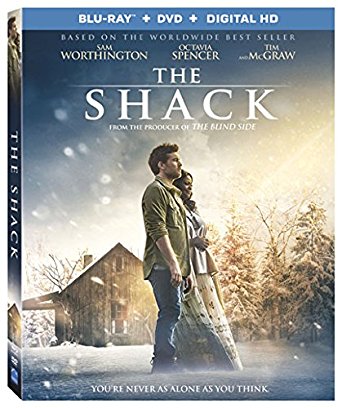 BLU-RAY™ + DVD + DIGITAL HD
BASED ON THE WORLDWIDE BEST SELLER
SAM WORTHINGTON
OCTAVIA SPENCER
AND TIM McGRAW
THE
SHACK
FROM THE PRODUCER OF THE BLIND SIDE
YOU'RE NEVER AS ALONE AS YOU THINK.
THE SHACK